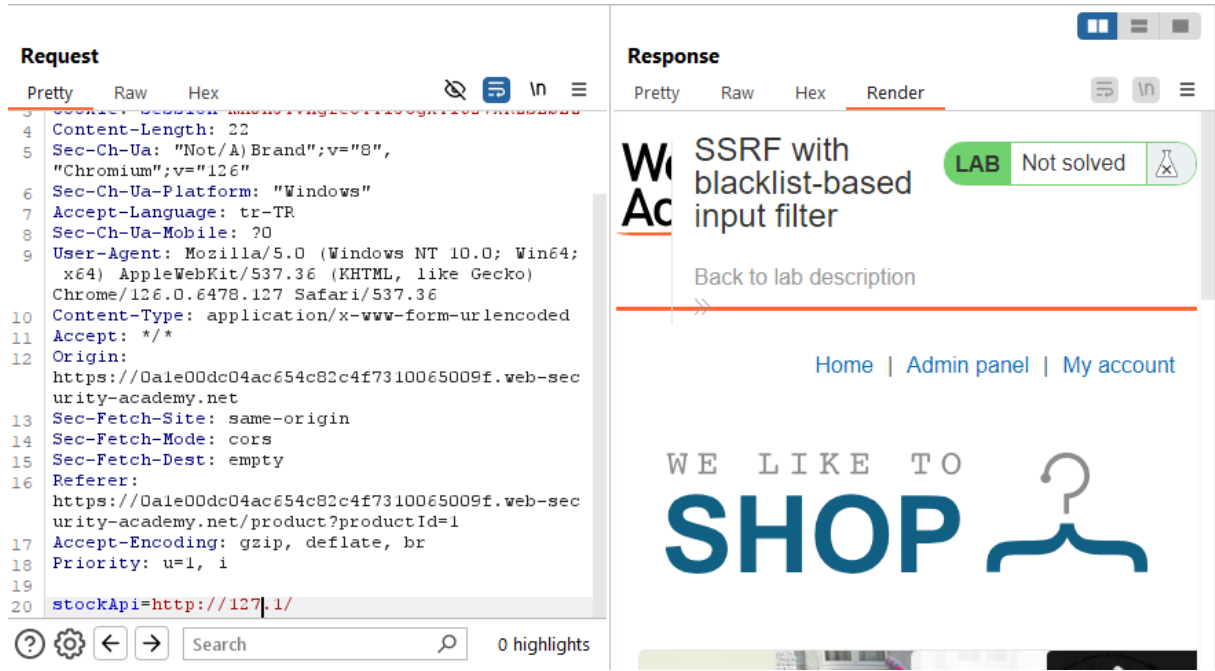 Request
Pretty Raw Hex
\n
4 Content-Length: 22
5 Sec-Ch-Ua: "Not/A)Brand";v="8",
"Chromium";v="126"
6 Sec-Ch-Ua-Platform: "Windows"
7 Accept-Language: tr-TR
8 Sec-Ch-Ua-Mobile: ?0
9 User-Agent: Mozilla/5.0 (Windows NT 10.0; Win64;
x64) AppleWebKit/537.36 (KHTML, like Gecko)
Chrome/126.0.6478.127 Safari/537.36
10 Content-Type: application/x-www-form-urlencoded
11 Accept: */*
12 Origin:
https://0a1e00dc04ac654c82c4f7310065009f.web-sec
urity-academy.net
13 Sec-Fetch-Site: same-origin
14 Sec-Fetch-Mode: cors
15 Sec-Fetch-Dest: empty
16 Referer:
https://0a1e00dc04ac654c82c4f7310065009f.web-sec
urity-academy.net/product?productId=1
17 Accept-Encoding: gzip, deflate, br
18 Priority: u=1, i
19
20 stockApi=http://127.1/
Search
0 highlights
Response
Pretty Raw Hex Render
\n
SSRF with
blacklist-based
input filter
LAB Not solved
Back to lab description
Home | Admin panel | My account
WE LIKE TO
SHOP